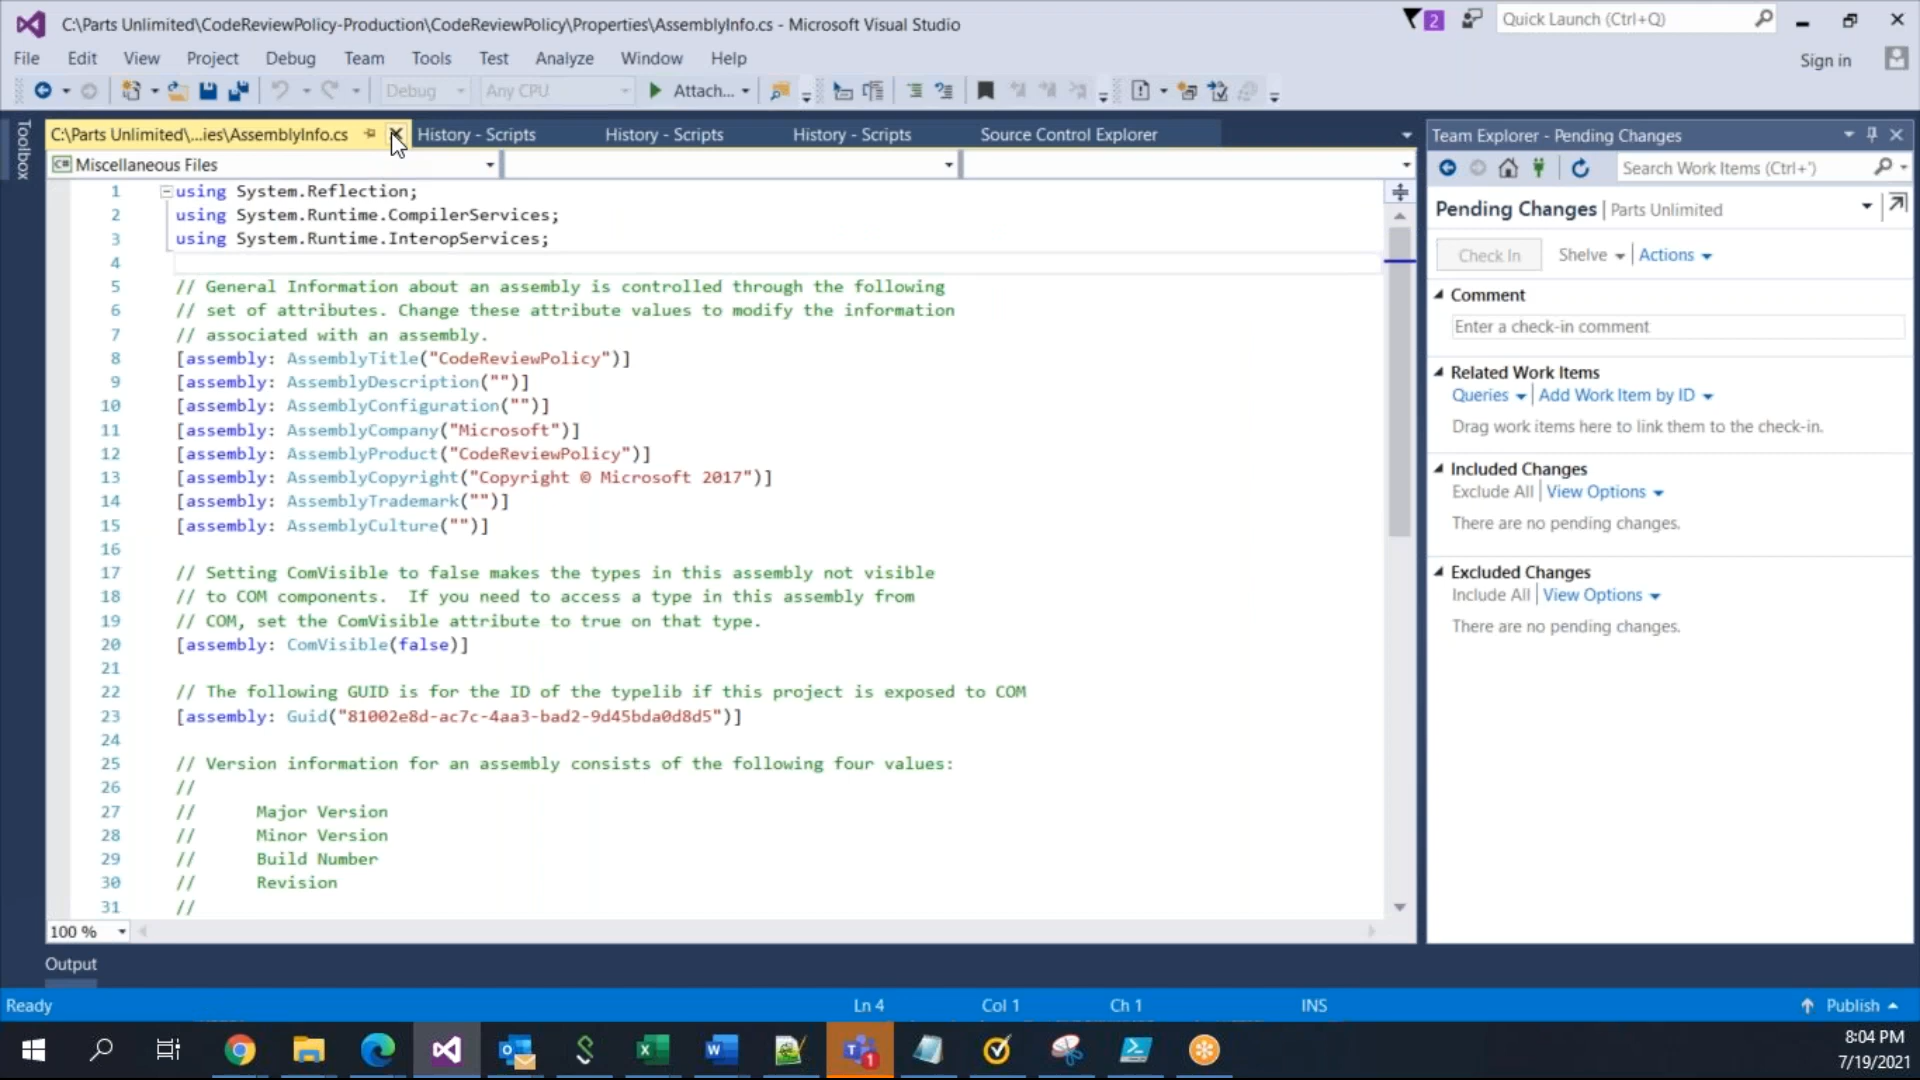 C:\Parts Unlimited\CodeReviewPolicy-Production\CodeReviewPolicy\Properties\AssemblyInfo.cs - Microsoft Visual Studio
2
Quick Launch (Ctrl+Q)
File Edit View Project Debug Team Tools Test Analyze Window Help
Sign in
Debug Any CPU Attach...
Toolbox
C:\Parts Unlimited\...ies\AssemblyInfo.cs
History - Scripts
History - Scripts
History - Scripts
Source Control Explorer
Miscellaneous Files
1 using System.Reflection;
2 using System.Runtime.CompilerServices;
3 using System.Runtime.InteropServices;
4
5 // General Information about an assembly is controlled through the following
6 // set of attributes. Change these attribute values to modify the information
7 // associated with an assembly.
8 [assembly: AssemblyTitle("CodeReviewPolicy")]
9 [assembly: AssemblyDescription("")]
10 [assembly: AssemblyConfiguration("")]
11 [assembly: AssemblyCompany("Microsoft")]
12 [assembly: AssemblyProduct("CodeReviewPolicy")]
13 [assembly: AssemblyCopyright("Copyright © Microsoft 2017")]
14 [assembly: AssemblyTrademark("")]
15 [assembly: AssemblyCulture("")]
16
17 // Setting ComVisible to false makes the types in this assembly not visible
18 // to COM components.  If you need to access a type in this assembly from
19 // COM, set the ComVisible attribute to true on that type.
20 [assembly: ComVisible(false)]
21
22 // The following GUID is for the ID of the typelib if this project is exposed to COM
23 [assembly: Guid("81002e8d-ac7c-4aa3-bad2-9d45bda0d8d5")]
24
25 // Version information for an assembly consists of the following four values:
26 //
27 //      Major Version
28 //      Minor Version
29 //      Build Number
30 //      Revision
31 //
100 %
Team Explorer - Pending Changes
Search Work Items (Ctrl+')
Pending Changes | Parts Unlimited
Check In Shelve Actions
Comment
Enter a check-in comment
Related Work Items
Queries Add Work Item by ID
Drag work items here to link them to the check-in.
Included Changes
Exclude All View Options
There are no pending changes.
Excluded Changes
Include All View Options
There are no pending changes.
Output
Ready Ln 4 Col 1 Ch 1 INS Publish
1
8:04 PM
7/19/2021